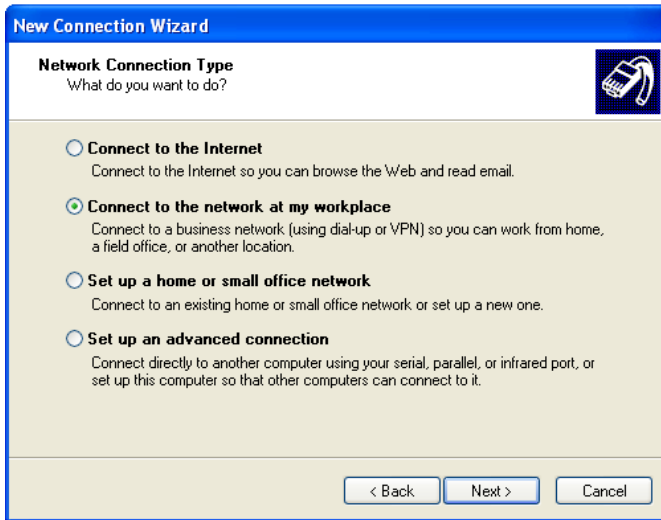 New Connection Wizard
Network Connection Type
What do you want to do?
Connect to the Internet
Connect to the Internet so you can browse the Web and read email.
Connect to the network at my workplace
Connect to a business network (using dial-up or VPN) so you can work from home,
a field office, or another location.
Set up a home or small office network
Connect to an existing home or small office network or set up a new one.
Set up an advanced connection
Connect directly to another computer using your serial, parallel, or infrared port, or
set up this computer so that other computers can connect to it.
< Back Next > Cancel